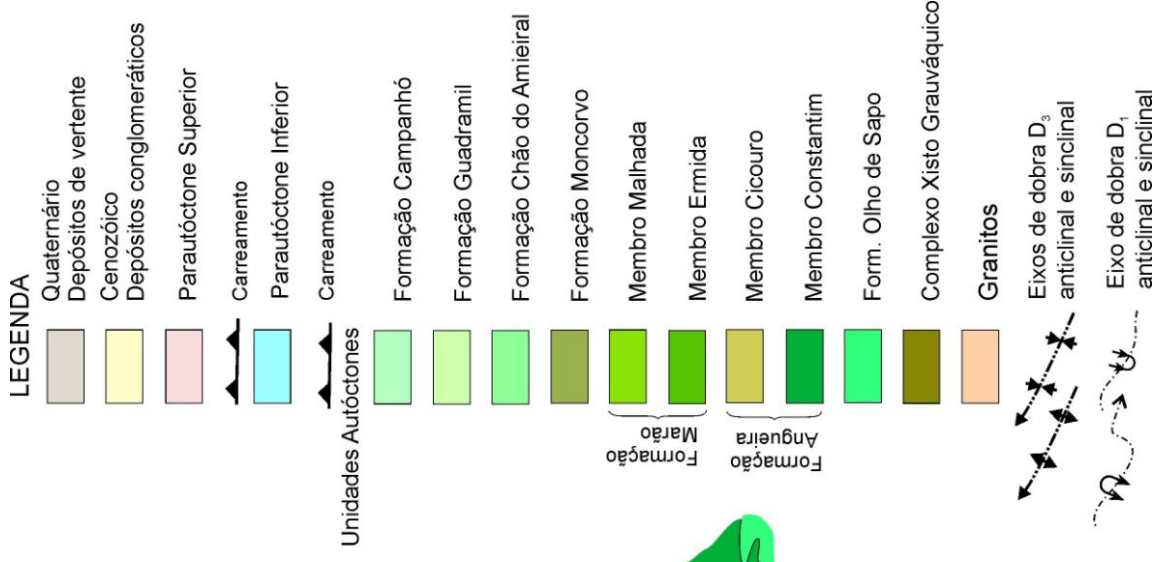 LEGENDA
Quaternário
Depósitos de vertente
Cenozóico
Depósitos conglomeráticos
Parautóctone Superior
Carreamento
Parautóctone Inferior
Carreamento
Unidades Autóctones
Formação Campanhó
Formação Guadramil
Formação Chão do Amieiral
Formação Moncorvo
Formação
Marão
Membro Malhada
Membro Ermida
Formação
Angueira
Membro Cicouro
Membro Constantim
Form. Olho de Sapo
Complexo Xisto Grauváquico
Granitos
Eixos de dobra D3
anticlinal e sinclinal
Eixo de dobra D1
anticlinal e sinclinal